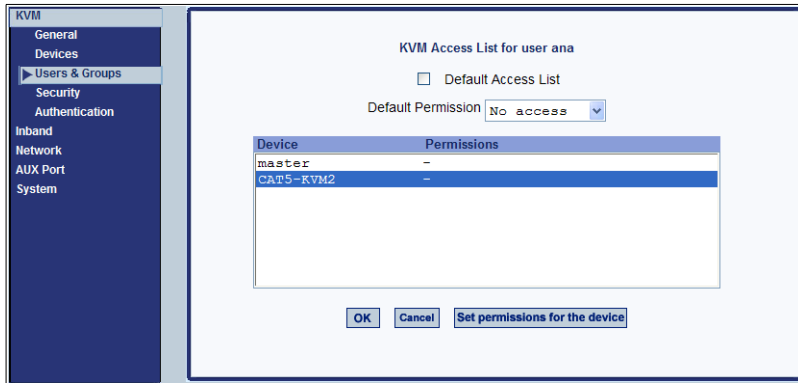 KVM
General
Devices
Users & Groups
Security
Authentication
Inband
Network
AUX Port
System
KVM Access List for user ana
Default Access List
Default Permission No access
Device Permissions
master -
CAT5-KVM2 -
OK Cancel Set permissions for the device